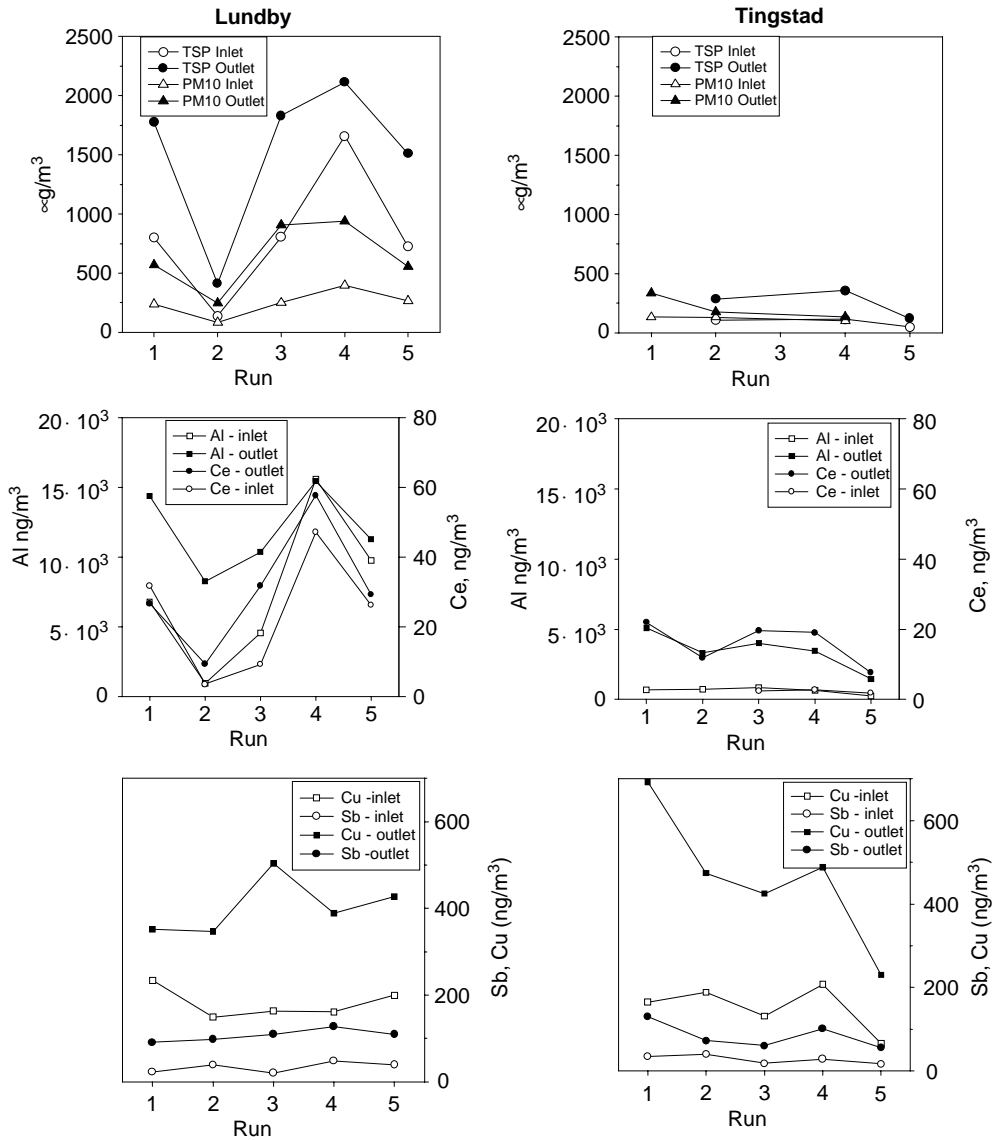 Lundby
2500
2000
1500
1000
500
0
∝g/m³
TSP Inlet
TSP Outlet
PM10 Inlet
PM10 Outlet
1 2 3 4 5
Run
Tingstad
2500
2000
1500
1000
500
0
∝g/m³
TSP Inlet
TSP Outlet
PM10 Inlet
PM10 Outlet
1 2 3 4 5
Run
20· 10³
15· 10³
10· 10³
5· 10³
0
Al ng/m³
Al - inlet
Al - outlet
Ce - outlet
Ce - inlet
80
60
40
20
0
Ce, ng/m³
1 2 3 4 5
Run
20· 10³
15· 10³
10· 10³
5· 10³
0
Al ng/m³
Al - inlet
Al - outlet
Ce - outlet
Ce - inlet
80
60
40
20
0
Ce, ng/m³
1 2 3 4 5
Run
Cu -inlet
Sb - inlet
Cu - outlet
Sb -outlet
600
400
200
0
Sb, Cu (ng/m³)
1 2 3 4 5
Run
Cu -inlet
Sb - inlet
Cu - outlet
Sb - outlet
600
400
200
0
Sb, Cu (ng/m³)
1 2 3 4 5
Run